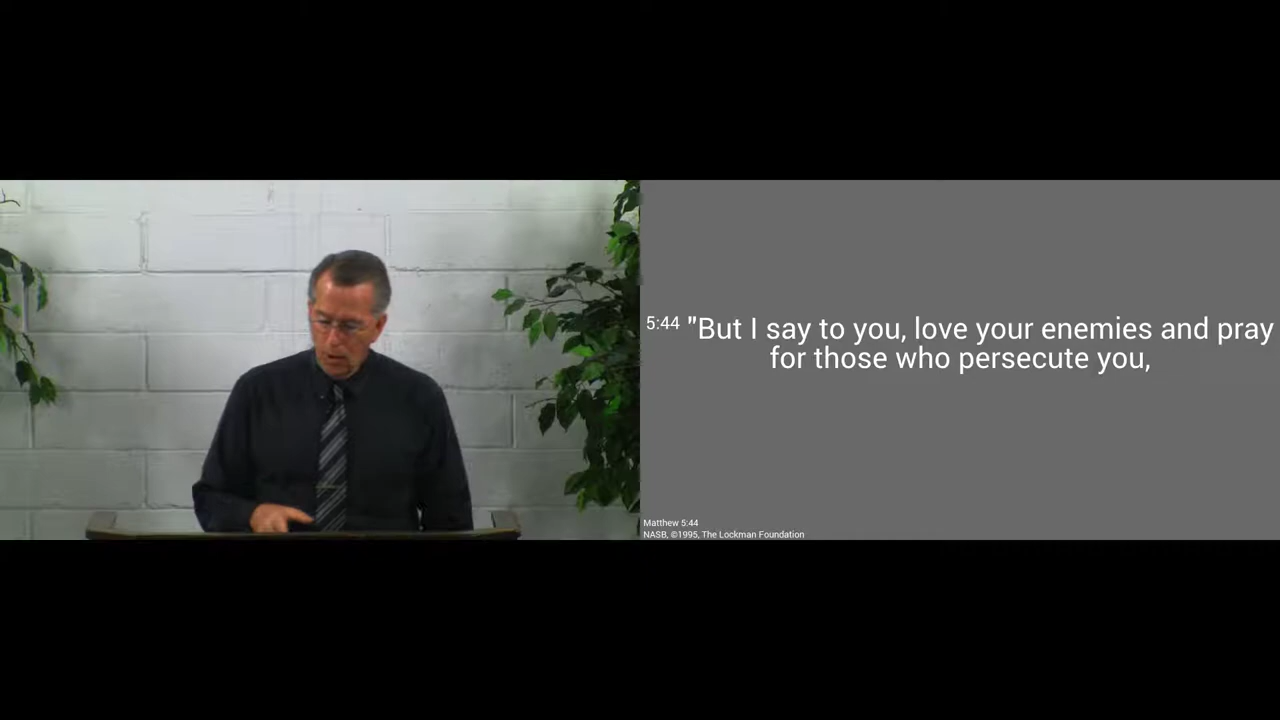 5:44 "But I say to you, love your enemies and pray
for those who persecute you,
Matthew 5:44
NASB, ©1995, The Lockman Foundation